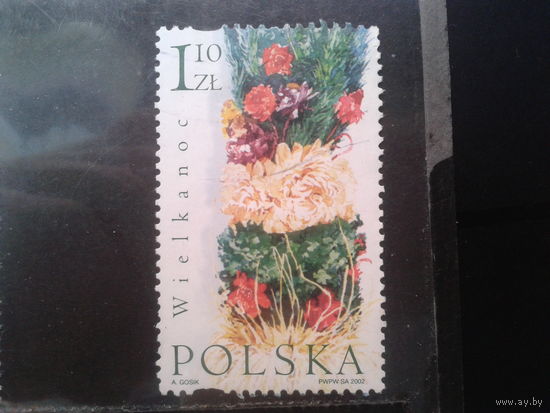 1 10
ZŁ
Wielkanoc
POLSKA
A. GOSIK PWPW SA 2002
www.ay.by